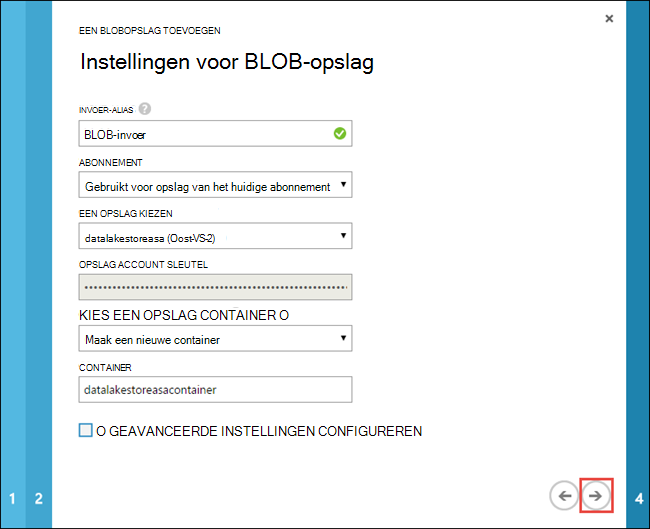 EEN BLOBOPSLAG TOEVOEGEN
Instellingen voor BLOB-opslag
INVOER-ALIAS ?
BLOB-invoer
ABONNEMENT
Gebruikt voor opslag van het huidige abonnement
EEN OPSLAG KIEZEN
datalakestoreasa (Oost-VS-2)
OPSLAG ACCOUNT SLEUTEL
KIES EEN OPSLAG CONTAINER O
Maak een nieuwe container
CONTAINER
datalakestoreasacontainer
O GEAVANCEERDE INSTELLINGEN CONFIGUREREN
1 2 4